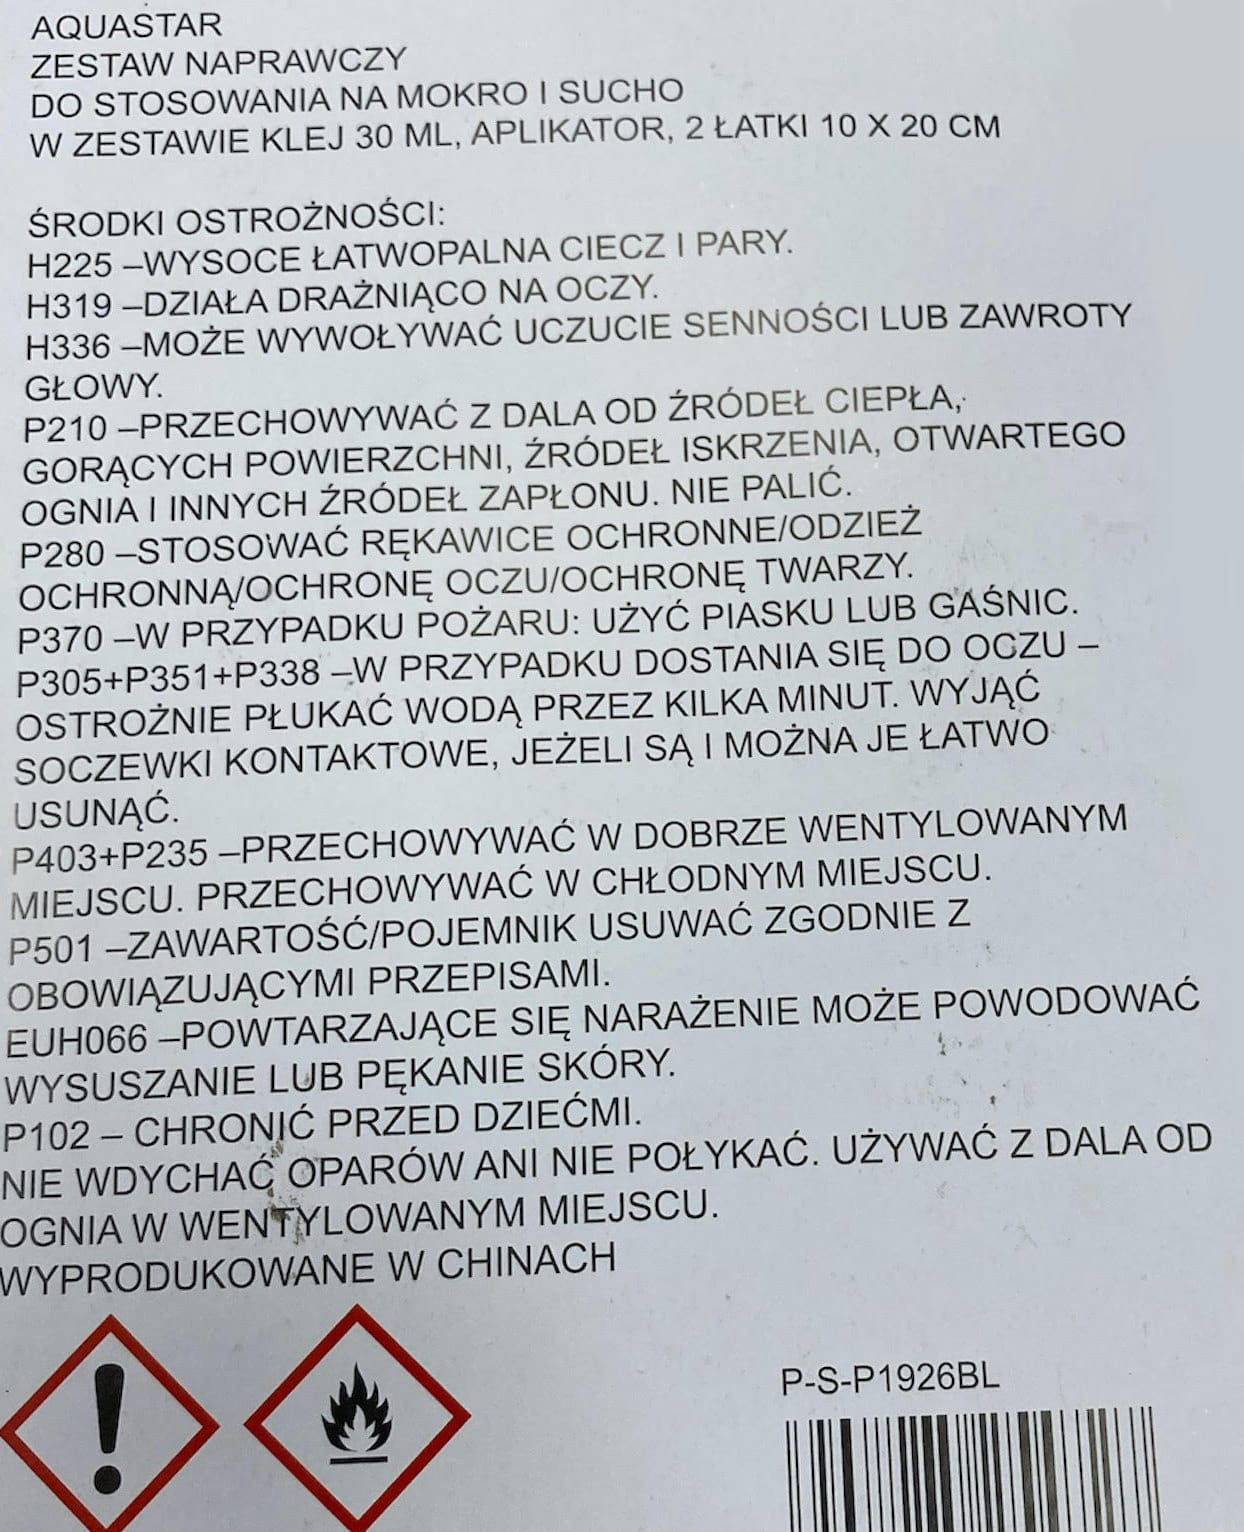 AQUASTAR
ZESTAW NAPRAWCZY
DO STOSOWANIA NA MOKRO I SUCHO
W ZESTAWIE KLEJ 30 ML, APLIKATOR, 2 ŁATKI 10 X 20 CM
ŚRODKI OSTROŻNOŚCI:
H225 –WYSOCE ŁATWOPALNA CIECZ I PARY.
H319 –DZIAŁA DRAŻNIĄCO NA OCZY.
H336 –MOŻE WYWOŁYWAĆ UCZUCIE SENNOŚCI LUB ZAWROTY
GŁOWY.
P210 –PRZECHOWYWAĆ Z DALA OD ŹRÓDEŁ CIEPŁA,
GORĄCYCH POWIERZCHNI, ŹRÓDEŁ ISKRZENIA, OTWARTEGO
OGNIA I INNYCH ŹRÓDEŁ ZAPŁONU. NIE PALIĆ.
P280 –STOSOWAĆ RĘKAWICE OCHRONNE/ODZIEŻ
OCHRONNĄ/OCHRONĘ OCZU/OCHRONĘ TWARZY.
P370 –W PRZYPADKU POŻARU: UŻYĆ PIASKU LUB GAŚNIC.
P305+P351+P338 –W PRZYPADKU DOSTANIA SIĘ DO OCZU –
OSTROŻNIE PŁUKAĆ WODĄ PRZEZ KILKA MINUT. WYJĄĆ
SOCZEWKI KONTAKTOWE, JEŻELI SĄ I MOŻNA JE ŁATWO
USUNĄĆ.
P403+P235 –PRZECHOWYWAĆ W DOBRZE WENTYLOWANYM
MIEJSCU. PRZECHOWYWAĆ W CHŁODNYM MIEJSCU.
P501 –ZAWARTOŚĆ/POJEMNIK USUWAĆ ZGODNIE Z
OBOWIĄZUJĄCYMI PRZEPISAMI.
EUH066 –POWTARZAJĄCE SIĘ NARAŻENIE MOŻE POWODOWAĆ
WYSUSZANIE LUB PĘKANIE SKÓRY.
P102 – CHRONIĆ PRZED DZIEĆMI.
NIE WDYCHAĆ OPARÓW ANI NIE POŁYKAĆ. UŻYWAĆ Z DALA OD
OGNIA W WENTYLOWANYM MIEJSCU.
WYPRODUKOWANE W CHINACH
P-S-P1926BL